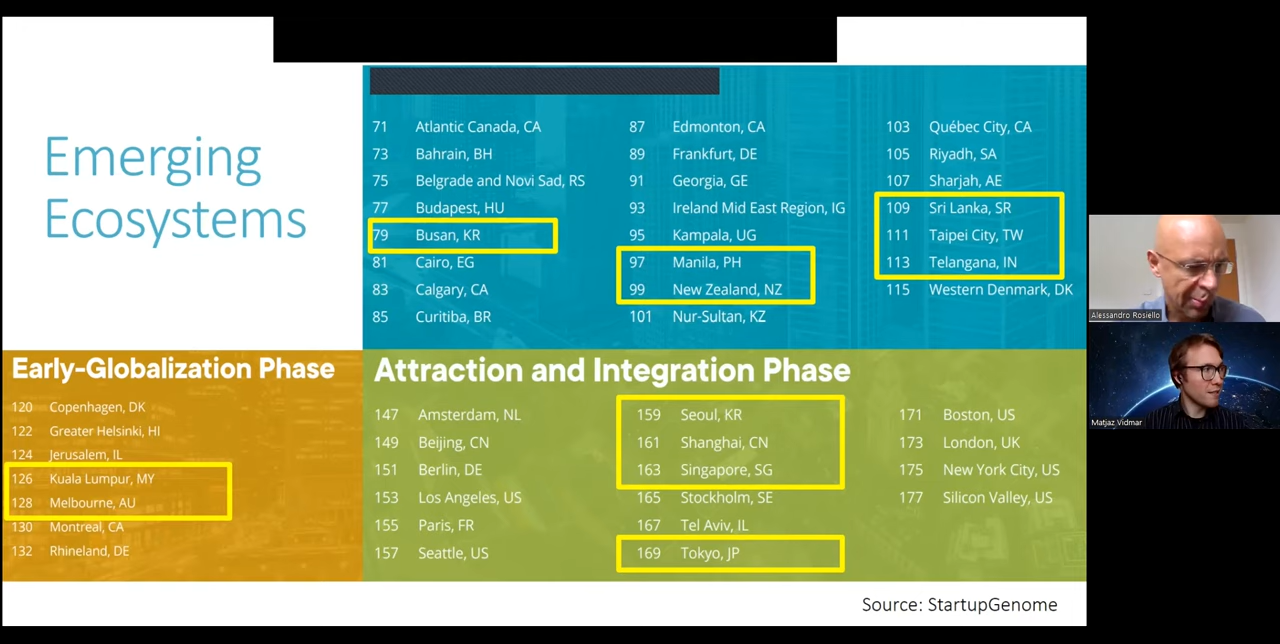 Emerging
Ecosystems
71 Atlantic Canada, CA
73 Bahrain, BH
75 Belgrade and Novi Sad, RS
77 Budapest, HU
79 Busan, KR
81 Cairo, EG
83 Calgary, CA
85 Curitiba, BR
87 Edmonton, CA
89 Frankfurt, DE
91 Georgia, GE
93 Ireland Mid East Region, IG
95 Kampala, UG
97 Manila, PH
99 New Zealand, NZ
101 Nur-Sultan, KZ
103 Québec City, CA
105 Riyadh, SA
107 Sharjah, AE
109 Sri Lanka, SR
111 Taipei City, TW
113 Telangana, IN
115 Western Denmark, DK
Early-Globalization Phase
120 Copenhagen, DK
122 Greater Helsinki, HI
124 Jerusalem, IL
126 Kuala Lumpur, MY
128 Melbourne, AU
130 Montreal, CA
132 Rhineland, DE
Attraction and Integration Phase
147 Amsterdam, NL
149 Beijing, CN
151 Berlin, DE
153 Los Angeles, US
155 Paris, FR
157 Seattle, US
159 Seoul, KR
161 Shanghai, CN
163 Singapore, SG
165 Stockholm, SE
167 Tel Aviv, IL
169 Tokyo, JP
171 Boston, US
173 London, UK
175 New York City, US
177 Silicon Valley, US
Source: StartupGenome
Alessandro Rosiello
Matjaz Vidmar